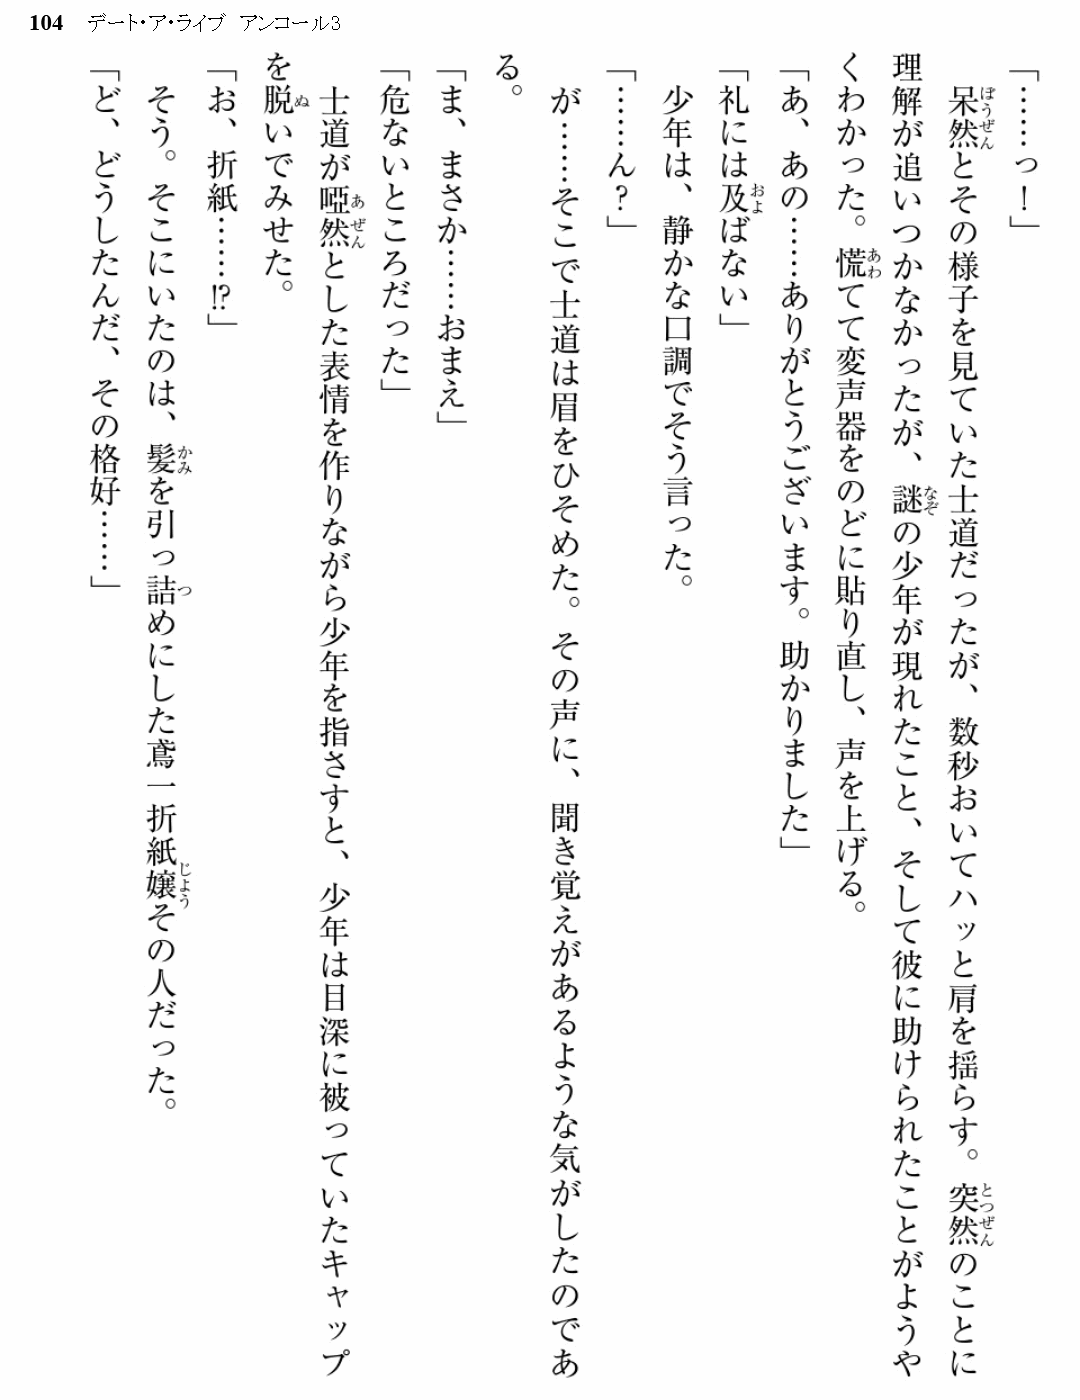 104　デート・ア・ライブ　アンコール3
「……っ！」
　呆然とその様子を見ていた士道だったが、数秒おいてハッと肩を揺らす。突然のことに
理解が追いつかなかったが、謎の少年が現れたこと、そして彼に助けられたことがようや
くわかった。慌てて変声器をのどに貼り直し、声を上げる。
「あ、あの……ありがとうございます。助かりました」
「礼には及ばない」
　少年は、静かな口調でそう言った。
「……ん？」
　が……そこで士道は眉をひそめた。その声に、聞き覚えがあるような気がしたのであ
る。
「ま、まさか……おまえ」
「危ないところだった」
　士道が啞然とした表情を作りながら少年を指さすと、少年は目深に被っていたキャップ
を脱いでみせた。
「お、折紙……⁉」
　そう。そこにいたのは、髪を引っ詰めにした鳶一折紙嬢その人だった。
「ど、どうしたんだ、その格好……」